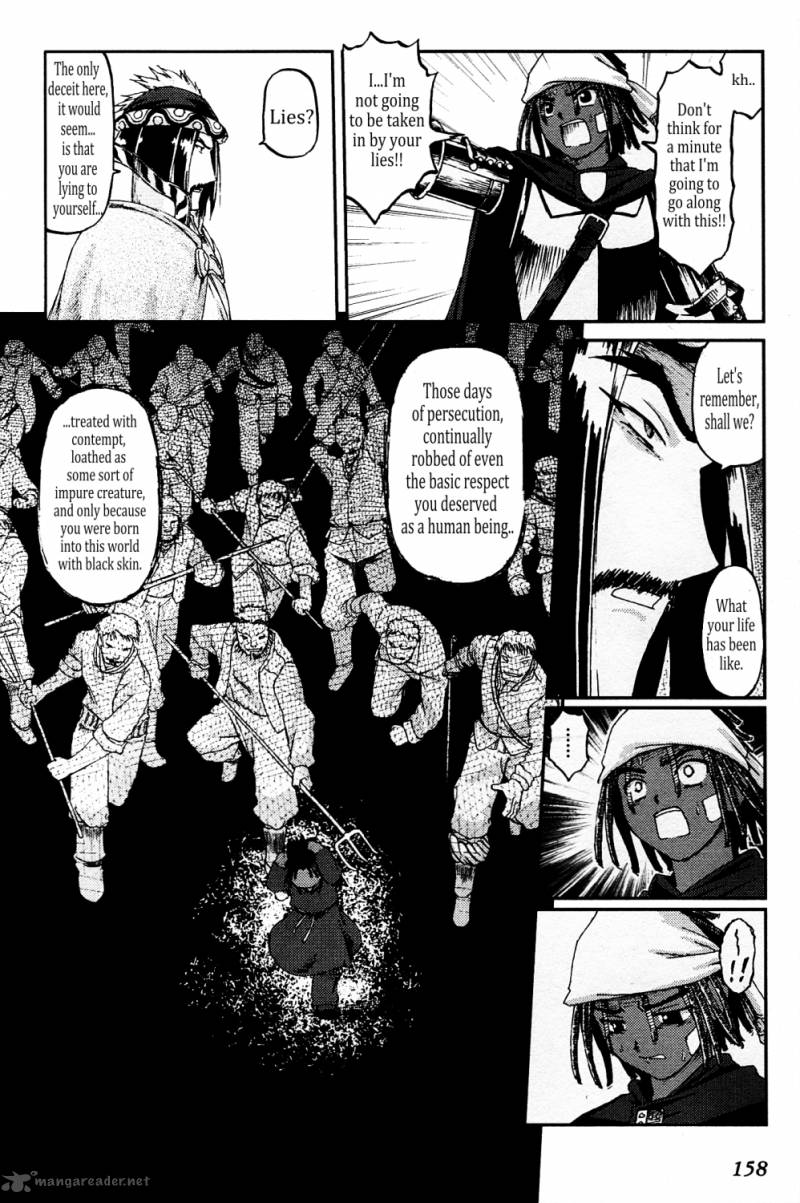 kh..
Don't
think for
a minute
that I'm
going to
go along
with this!!
I...I'm
not going
to be taken
in by your
lies!!
Lies?
The only
deceit here,
it would
seem...
is that
you are
lying to
yourself...
Let's
remember,
shall we?
What
your life
has been
like.
Those days
of persecution,
continually
robbed of even
the basic respect
you deserved
as a human being..
...treated with
contempt,
loathed as
some sort of
impure creature,
and only because
you were born
into this world
with black skin.
........
...!!
158
mangareader.net